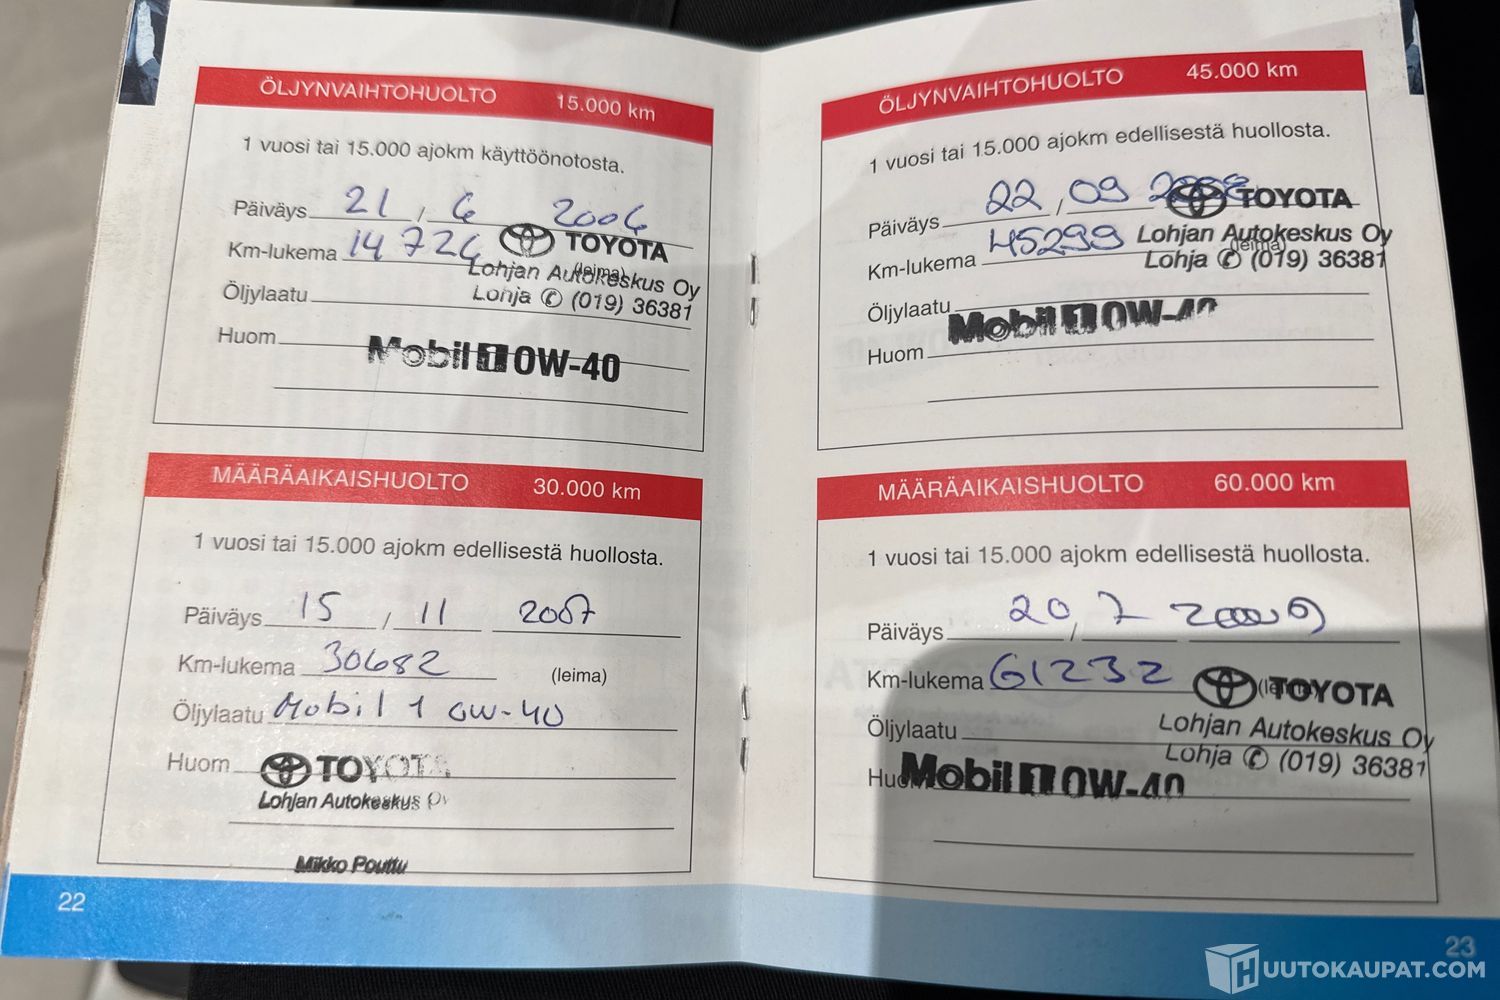 ÖLJYNVAIHTOHUOLTO 15.000 km
1 vuosi tai 15.000 ajokm käyttöönotosta.
Päiväys 21 / 6 2006
Km-lukema 14726
TOYOTA
(leima)
Lohjan Autokeskus Oy
Öljylaatu
Lohja ✆ (019) 36381
Huom
Mobil 1 0W-40
MÄÄRÄAIKAISHUOLTO 30.000 km
1 vuosi tai 15.000 ajokm edellisestä huollosta.
Päiväys 15 / 11 2007
Km-lukema 30682 (leima)
Öljylaatu Mobil 1 0W-40
Huom TOYOTA
Lohjan Autokeskus Oy
Mikko Pouttu
22
ÖLJYNVAIHTOHUOLTO 45.000 km
1 vuosi tai 15.000 ajokm edellisestä huollosta.
Päiväys 22 / 09 2008
TOYOTA
Km-lukema 45299
Lohjan Autokeskus Oy
(leima)
Lohja ✆ (019) 36381
Öljylaatu
Mobil 1 0W-40
Huom
MÄÄRÄAIKAISHUOLTO 60.000 km
1 vuosi tai 15.000 ajokm edellisestä huollosta.
Päiväys 20 / 7 2009
Km-lukema 61232 (leima)
TOYOTA
Öljylaatu
Lohjan Autokeskus Oy
Lohja ✆ (019) 36381
Huom Mobil 1 0W-40
23
HUUTOKAUPAT.COM